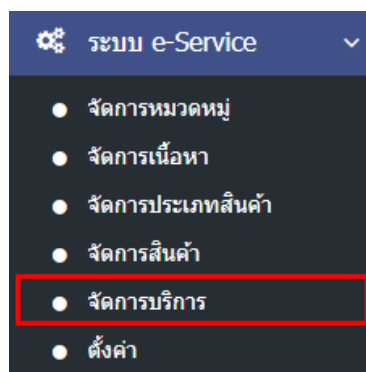 ระบบ e-Service
จัดการหมวดหมู่
จัดการเนื้อหา
จัดการประเภทสินค้า
จัดการสินค้า
จัดการบริการ
ตั้งค่า